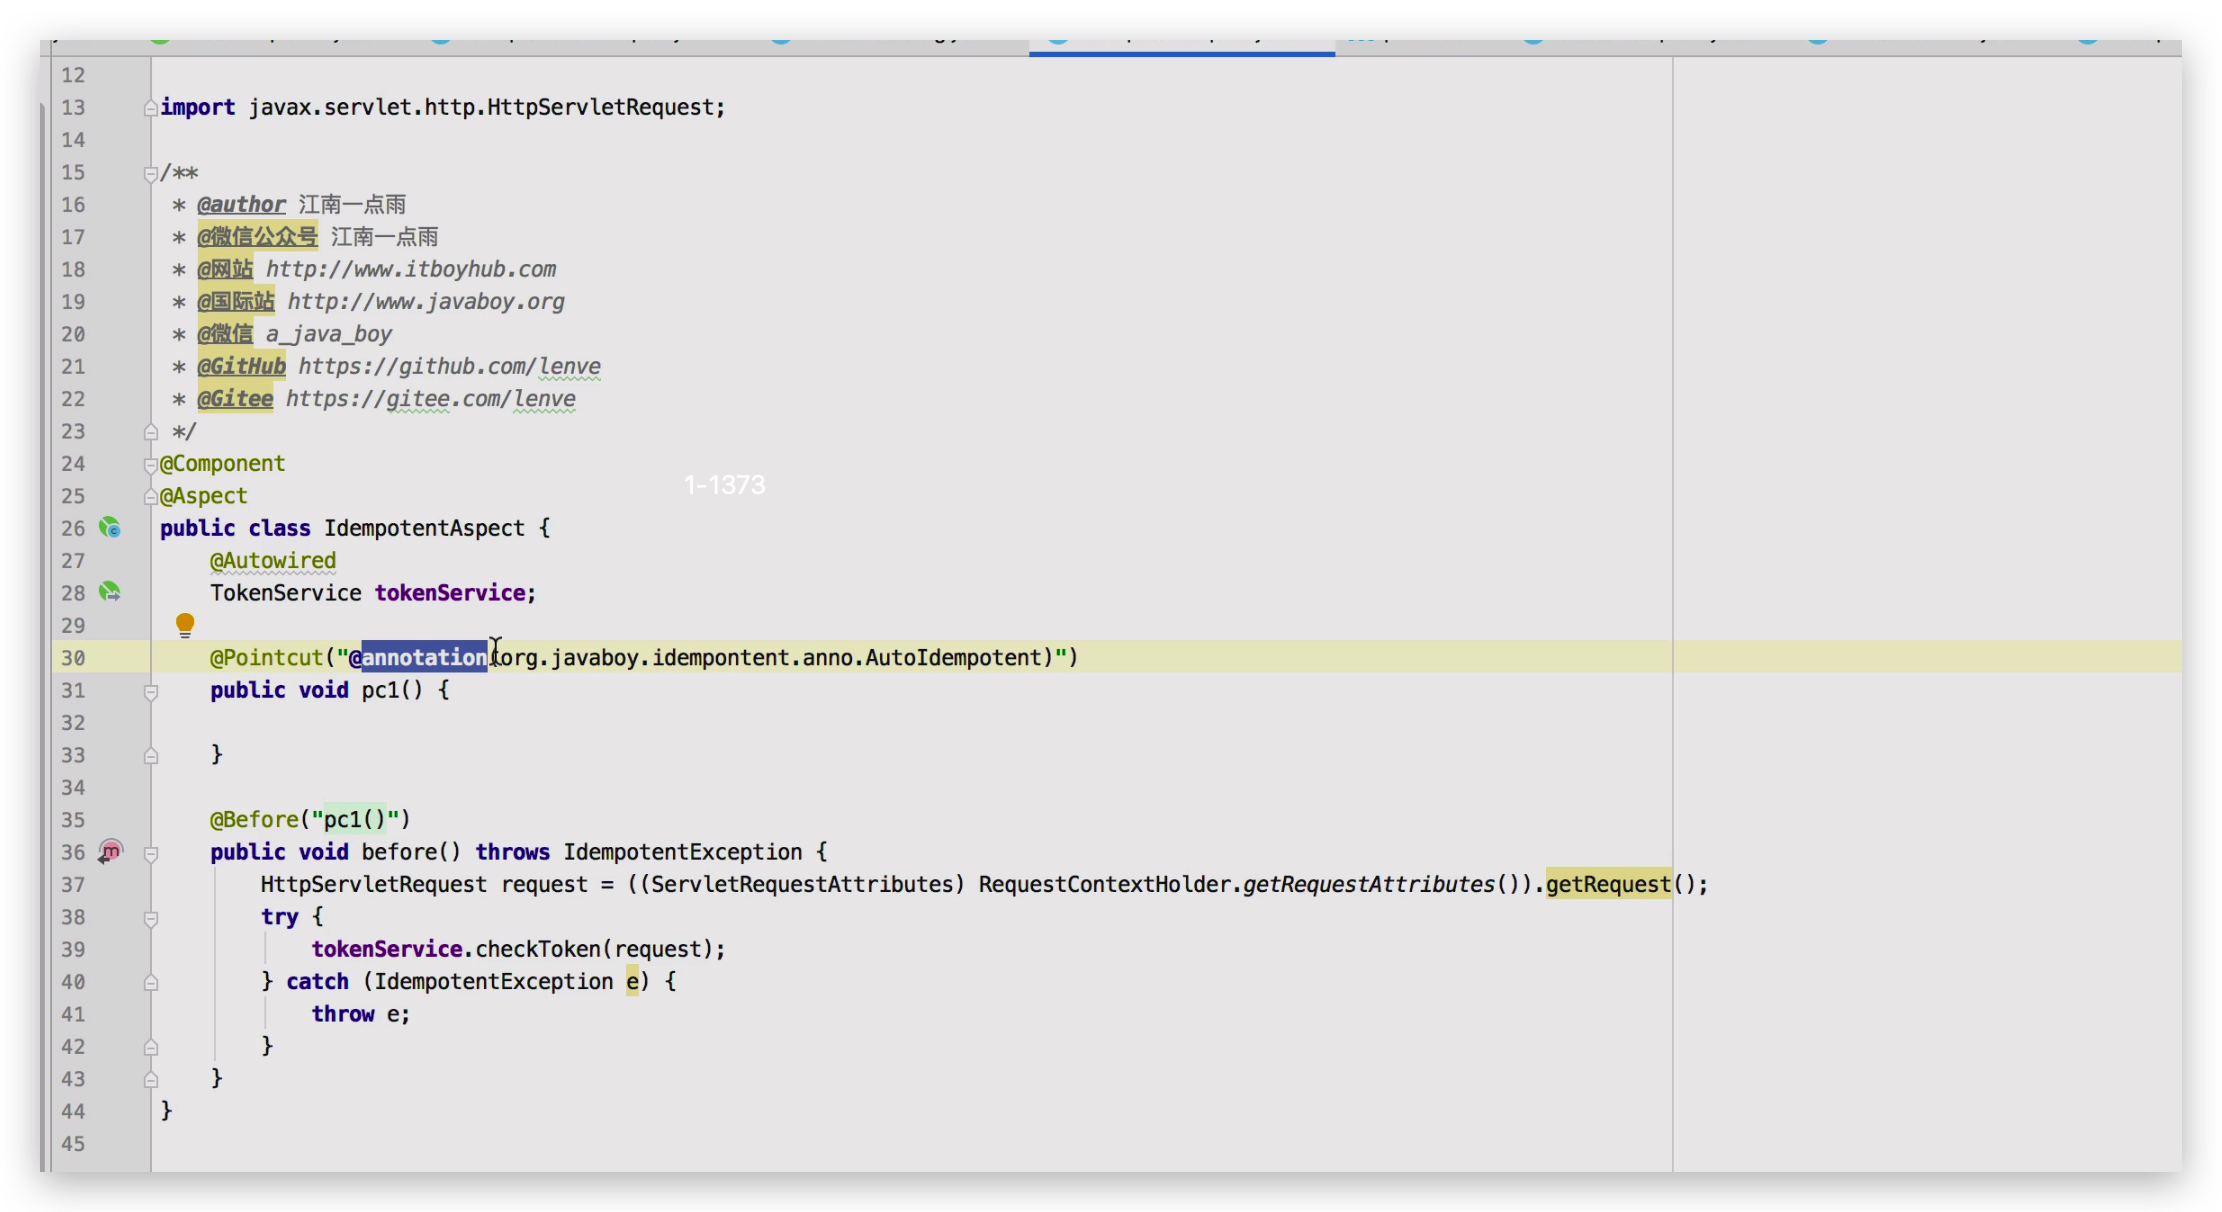 12
13 import javax.servlet.http.HttpServletRequest;
14
15 /**
16 * @author 江南一点雨
17 * @微信公众号 江南一点雨
18 * @网站 http://www.itboyhub.com
19 * @国际站 http://www.javaboy.org
20 * @微信 a_java_boy
21 * @GitHub https://github.com/lenve
22 * @Gitee https://gitee.com/lenve
23 */
24 @Component
25 @Aspect
1-1373
26 public class IdempotentAspect {
27 @Autowired
28 TokenService tokenService;
29
30 @Pointcut("@annotation(org.javaboy.idempontent.anno.AutoIdempotent)")
31 public void pc1() {
32
33 }
34
35 @Before("pc1()")
36 public void before() throws IdempotentException {
37 HttpServletRequest request = ((ServletRequestAttributes) RequestContextHolder.getRequestAttributes()).getRequest();
38 try {
39 tokenService.checkToken(request);
40 } catch (IdempotentException e) {
41 throw e;
42 }
43 }
44 }
45